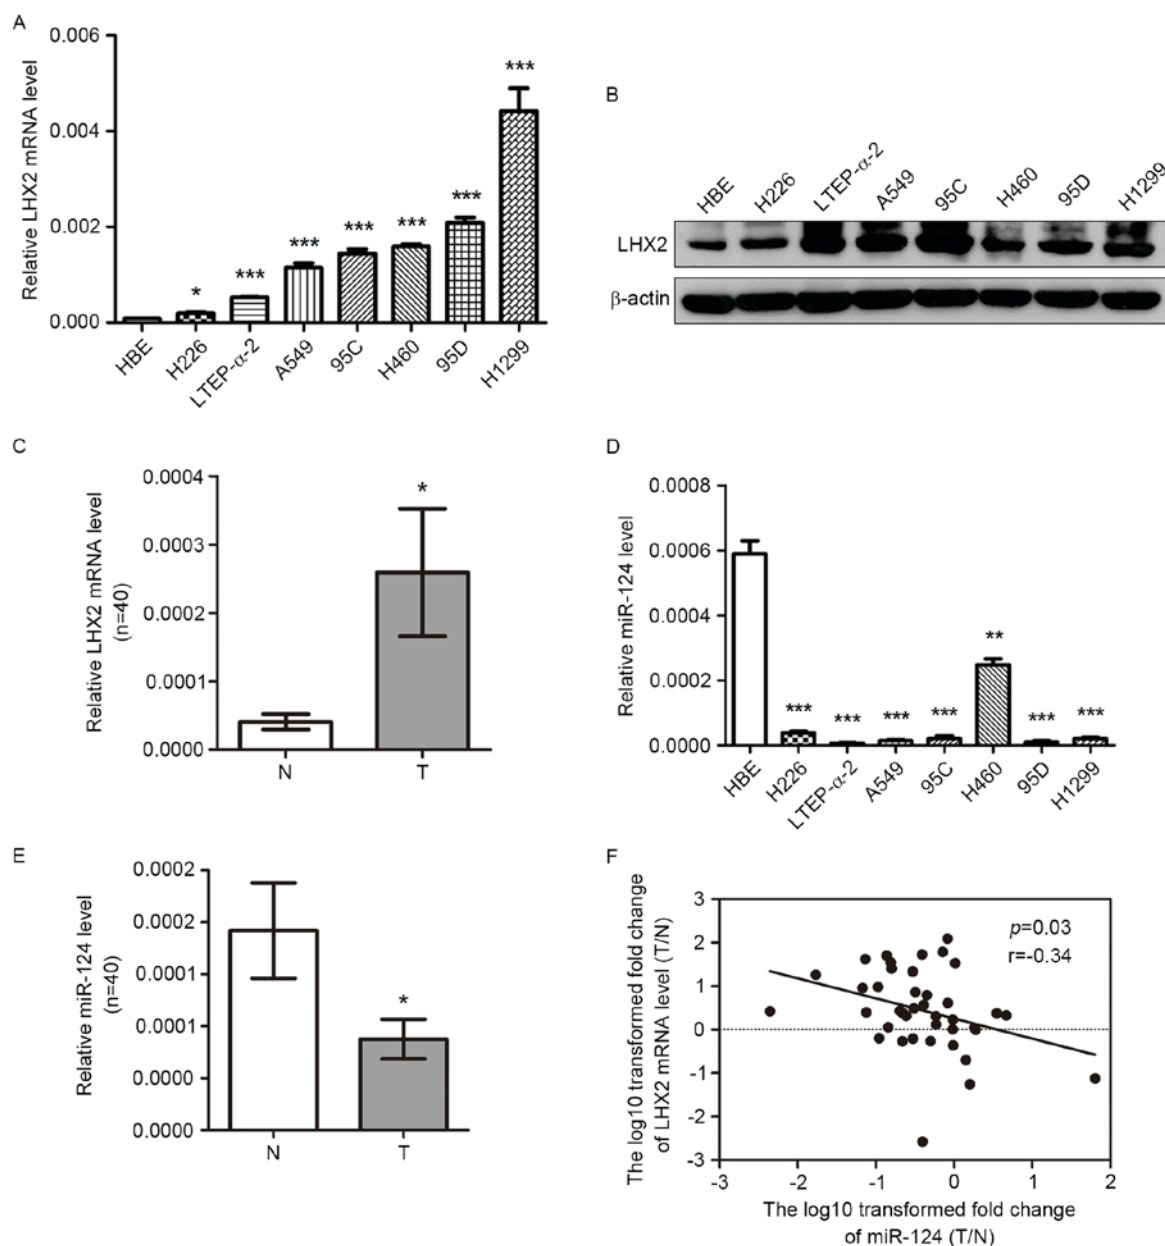 A
Relative LHX2 mRNA level
0.006
0.004
0.002
0.000
*
***
***
***
***
***
***
HBE
H226
LTEP-α-2
A549
95C
H460
95D
H1299
B
HBE
H226
LTEP-α-2
A549
95C
H460
95D
H1299
LHX2
β-actin
C
Relative LHX2 mRNA level
(n=40)
0.0004
0.0003
0.0002
0.0001
0.0000
*
N
T
D
Relative miR-124 level
0.0008
0.0006
0.0004
0.0002
0.0000
***
***
***
***
**
***
***
HBE
H226
LTEP-α-2
A549
95C
H460
95D
H1299
E
Relative miR-124 level
(n=40)
0.0002
0.0002
0.0001
0.0001
0.0000
0.0000
*
N
T
F
The log10 transformed fold change
of LHX2 mRNA level (T/N)
3
2
1
0
-1
-2
-3
p=0.03
r=-0.34
-3
-2
-1
0
1
2
The log10 transformed fold change
of miR-124 (T/N)